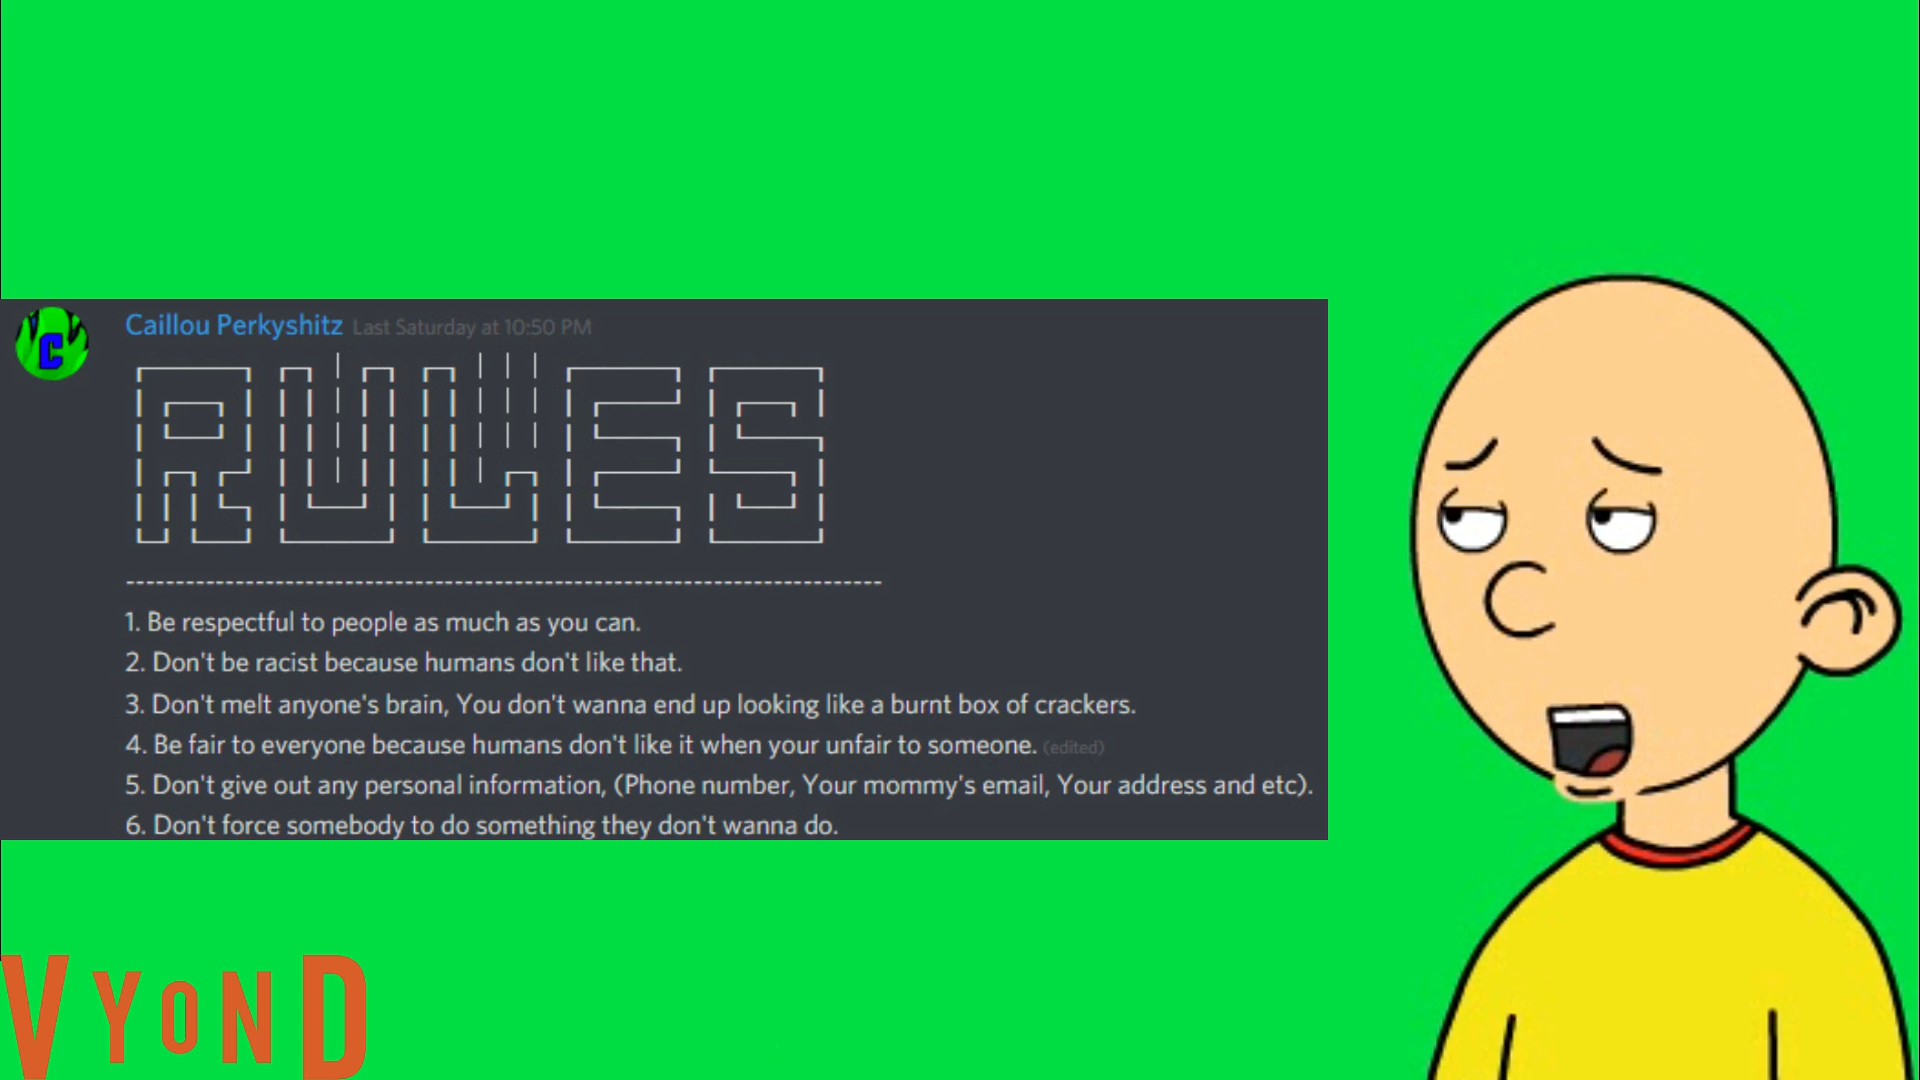 C
Caillou Perkyshitz Last Saturday at 10:50 PM
RULES
----------------------------------------------------------------------------
1. Be respectful to people as much as you can.
2. Don't be racist because humans don't like that.
3. Don't melt anyone's brain, You don't wanna end up looking like a burnt box of crackers.
4. Be fair to everyone because humans don't like it when your unfair to someone. (edited)
5. Don't give out any personal information, (Phone number, Your mommy's email, Your address and etc).
6. Don't force somebody to do something they don't wanna do.
VYOND